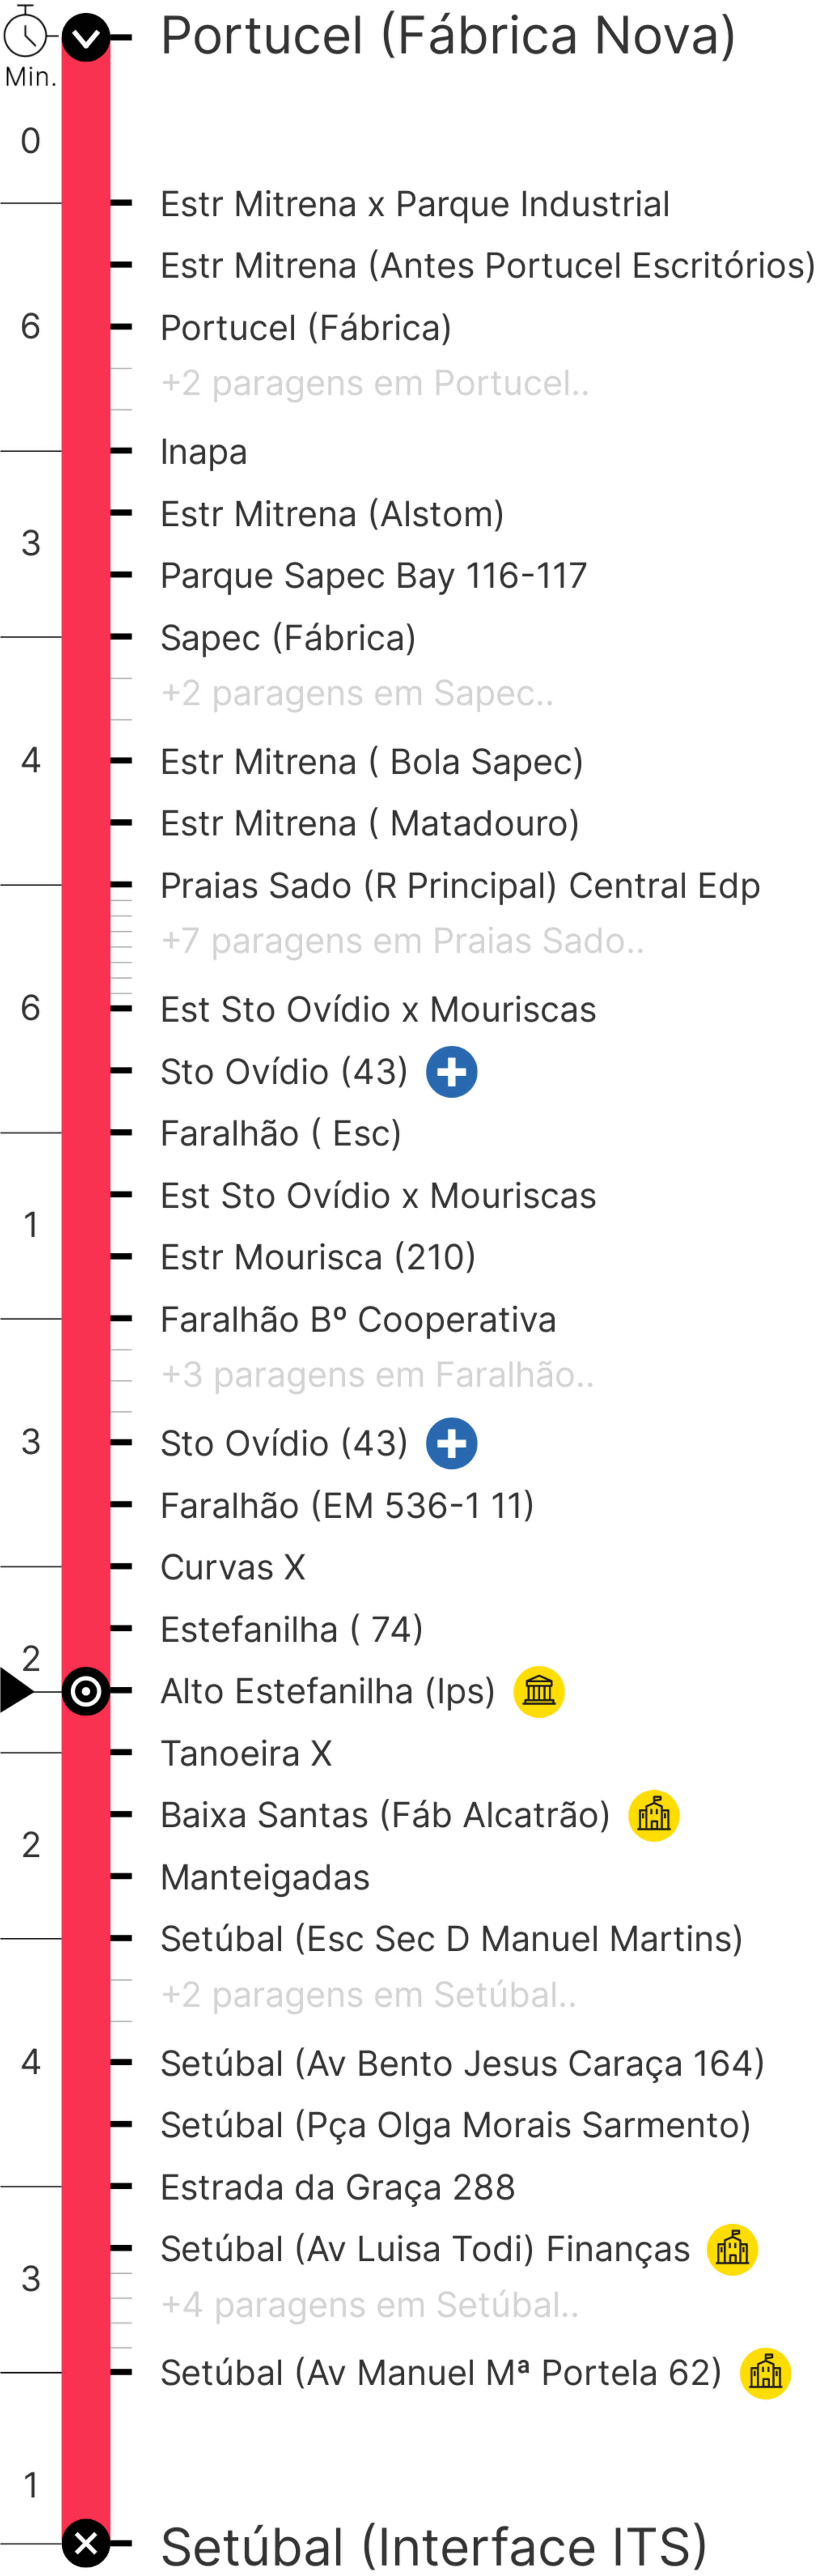 Portucel (Fábrica Nova)
Min.
0
Estr Mitrena x Parque Industrial
Estr Mitrena (Antes Portucel Escritórios)
6
Portucel (Fábrica)
+2 paragens em Portucel..
Inapa
Estr Mitrena (Alstom)
3
Parque Sapec Bay 116-117
Sapec (Fábrica)
+2 paragens em Sapec..
4
Estr Mitrena ( Bola Sapec)
Estr Mitrena ( Matadouro)
Praias Sado (R Principal) Central Edp
+7 paragens em Praias Sado..
6
Est Sto Ovídio x Mouriscas
Sto Ovídio (43)
Faralhão ( Esc)
Est Sto Ovídio x Mouriscas
1
Estr Mourisca (210)
Faralhão Bº Cooperativa
+3 paragens em Faralhão..
3
Sto Ovídio (43)
Faralhão (EM 536-1 11)
Curvas X
Estefanilha ( 74)
2
Alto Estefanilha (Ips)
Tanoeira X
Baixa Santas (Fáb Alcatrão)
2
Manteigadas
Setúbal (Esc Sec D Manuel Martins)
+2 paragens em Setúbal..
4
Setúbal (Av Bento Jesus Caraça 164)
Setúbal (Pça Olga Morais Sarmento)
Estrada da Graça 288
Setúbal (Av Luisa Todi) Finanças
3
+4 paragens em Setúbal..
Setúbal (Av Manuel Mª Portela 62)
1
Setúbal (Interface ITS)